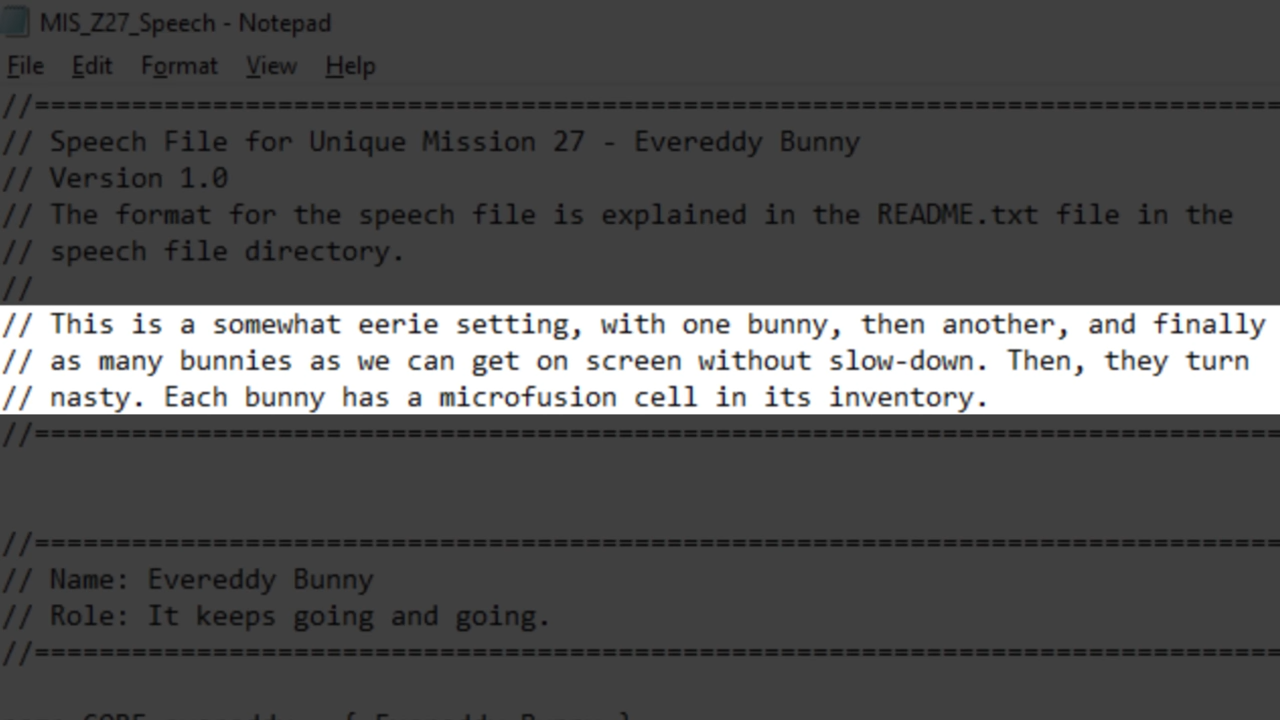 MIS_Z27_Speech - Notepad
File Edit Format View Help
//==============================================================================
// Speech File for Unique Mission 27 - Evereddy Bunny
// Version 1.0
// The format for the speech file is explained in the README.txt file in the
// speech file directory.
//
// This is a somewhat eerie setting, with one bunny, then another, and finally
// as many bunnies as we can get on screen without slow-down. Then, they turn
// nasty. Each bunny has a microfusion cell in its inventory.
//==============================================================================
//==============================================================================
// Name: Evereddy Bunny
// Role: It keeps going and going.
//==============================================================================